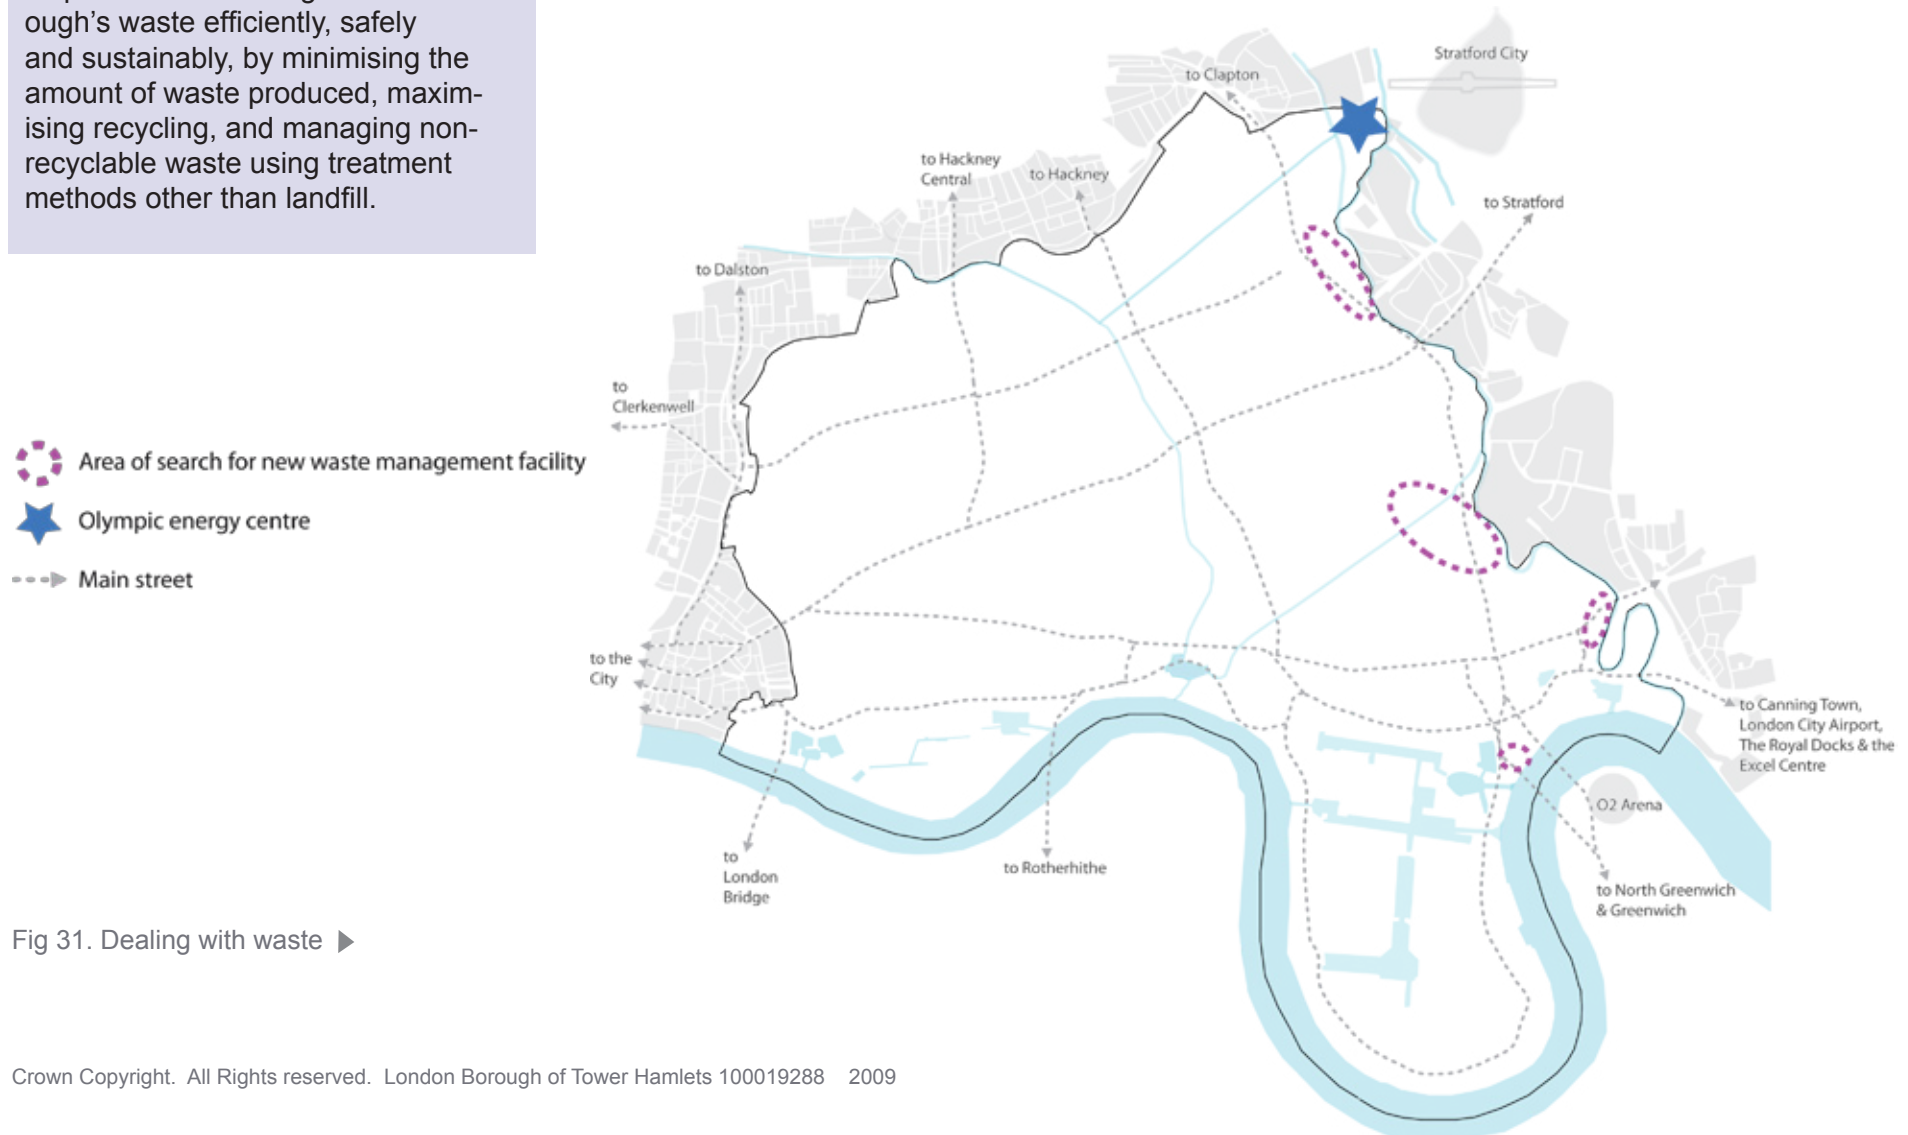 ough's waste efficiently, safely
and sustainably, by minimising the
amount of waste produced, maxim-
ising recycling, and managing non-
recyclable waste using treatment
methods other than landfill.
Stratford City
to Clapton
to Hackney
Central
to Hackney
to Stratford
to Dalston
to
Clerkenwell
Area of search for new waste management facility
Olympic energy centre
Main street
to the
City
to Canning Town,
London City Airport,
The Royal Docks & the
Excel Centre
O2 Arena
to
London
Bridge
to Rotherhithe
to North Greenwich
& Greenwich
Fig 31. Dealing with waste
Crown Copyright. All Rights reserved. London Borough of Tower Hamlets 100019288 2009